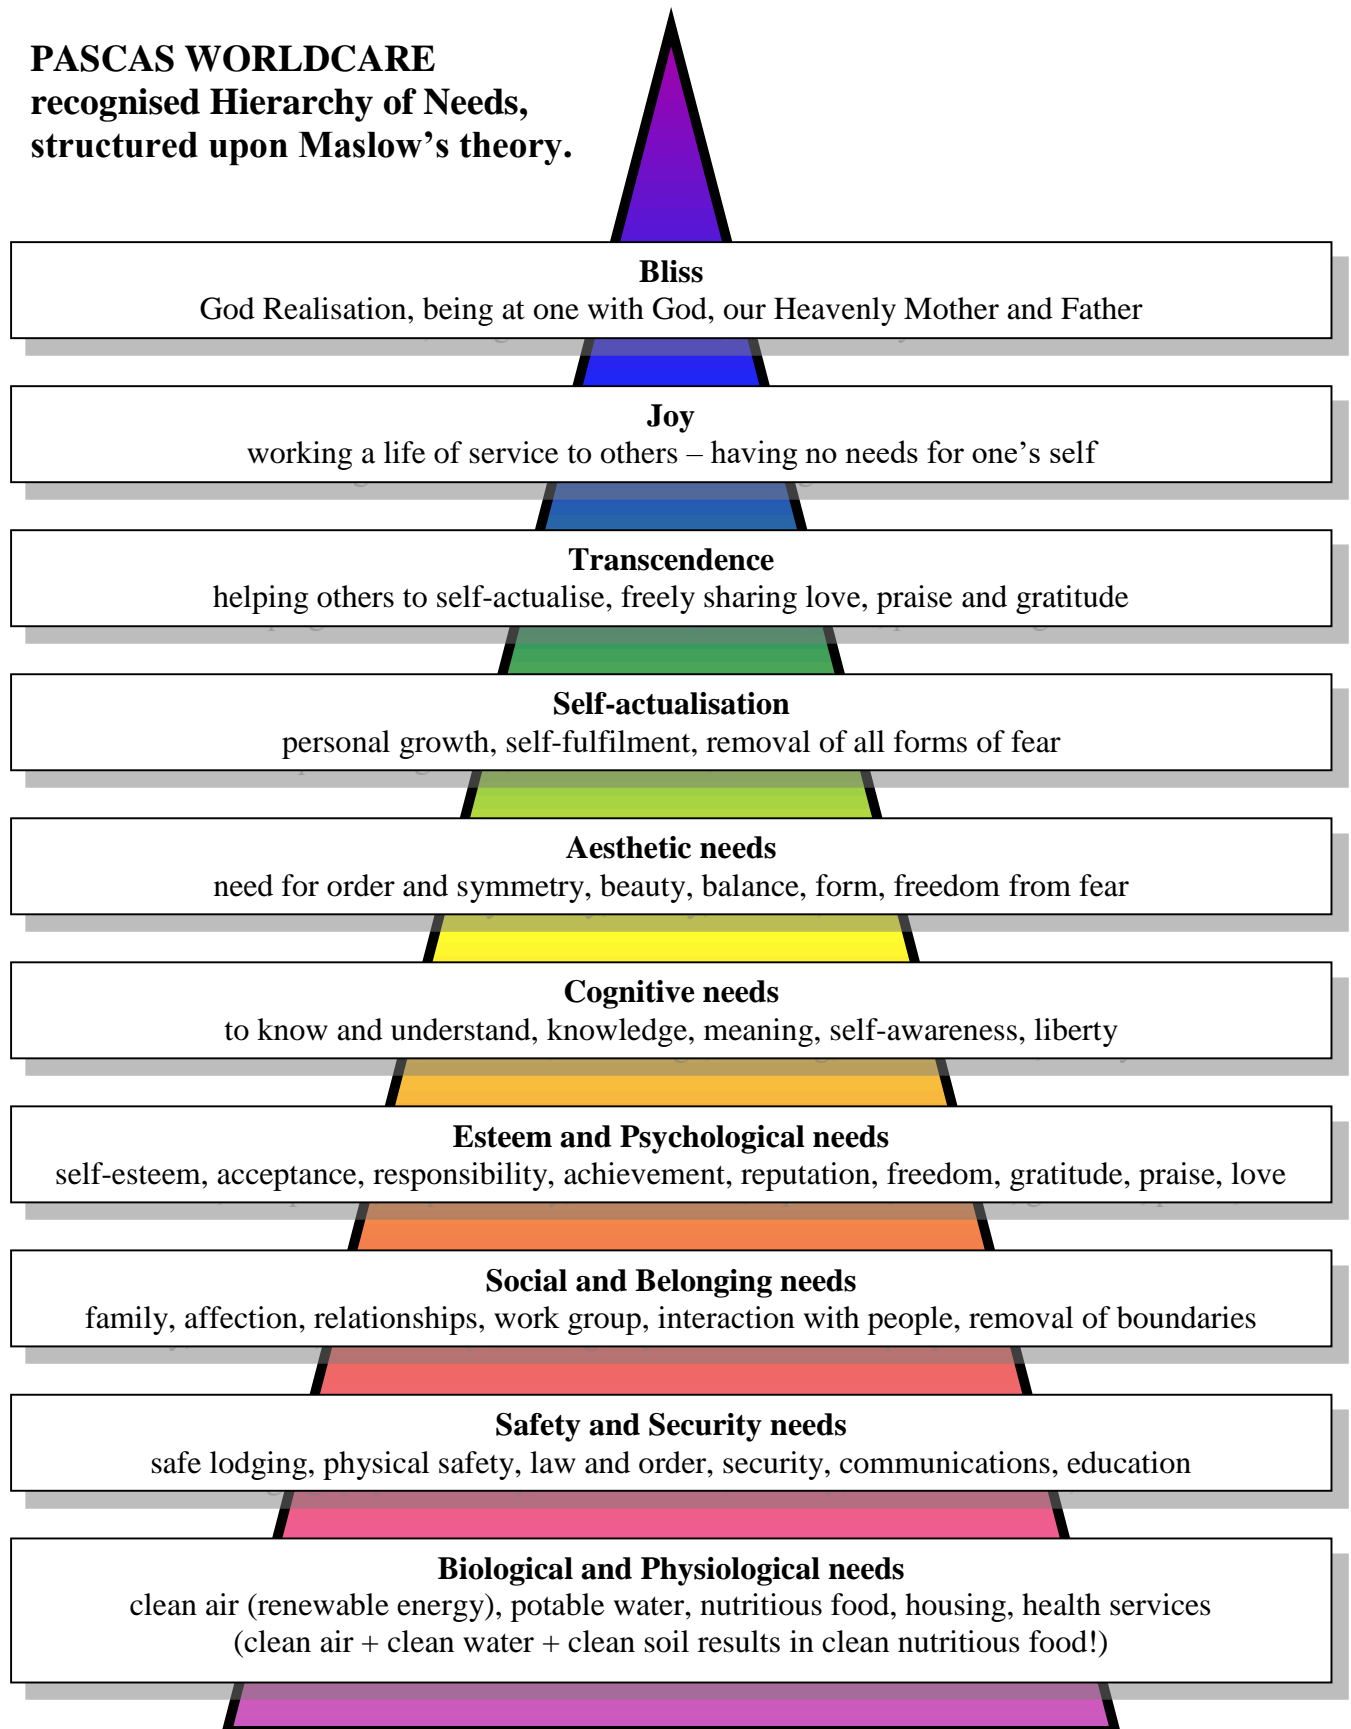 PASCAS WORLDCARE
recognised Hierarchy of Needs,
structured upon Maslow’s theory.
Bliss
God Realisation, being at one with God, our Heavenly Mother and Father
Joy
working a life of service to others – having no needs for one’s self
Transcendence
helping others to self-actualise, freely sharing love, praise and gratitude
Self-actualisation
personal growth, self-fulfilment, removal of all forms of fear
Aesthetic needs
need for order and symmetry, beauty, balance, form, freedom from fear
Cognitive needs
to know and understand, knowledge, meaning, self-awareness, liberty
Esteem and Psychological needs
self-esteem, acceptance, responsibility, achievement, reputation, freedom, gratitude, praise, love
Social and Belonging needs
family, affection, relationships, work group, interaction with people, removal of boundaries
Safety and Security needs
safe lodging, physical safety, law and order, security, communications, education
Biological and Physiological needs
clean air (renewable energy), potable water, nutritious food, housing, health services
(clean air + clean water + clean soil results in clean nutritious food!)